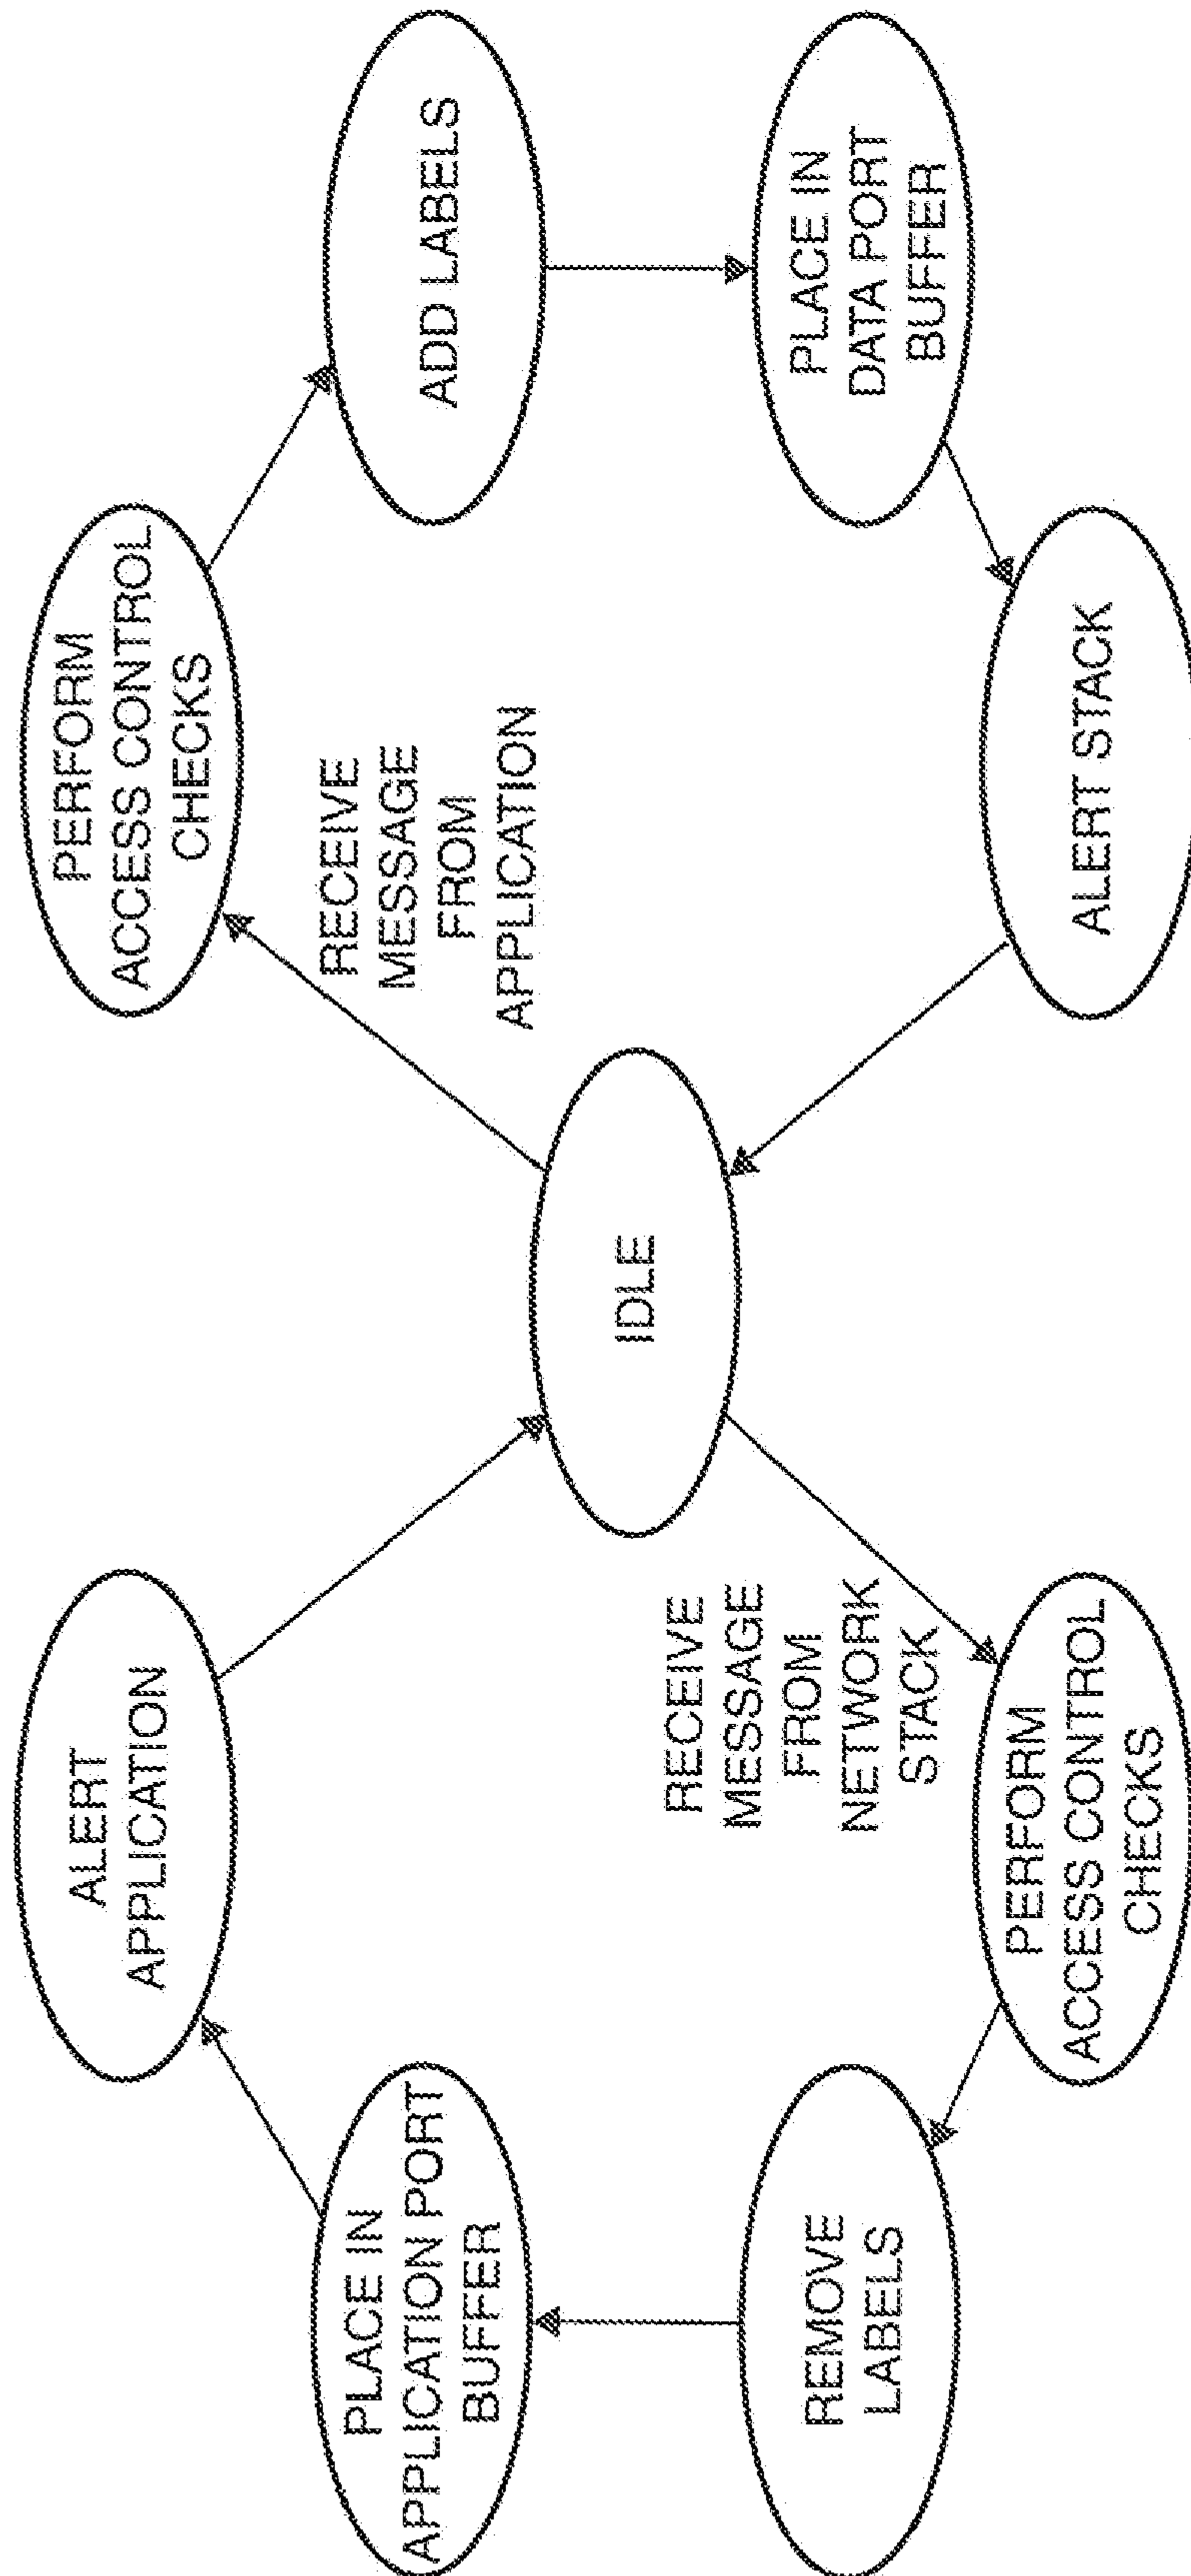 ALERT
APPLICATION
PERFORM
ACCESS CONTROL
CHECKS
PLACE IN
APPLICATION PORT
BUFFER
RECEIVE
MESSAGE
FROM
APPLICATION
ADD LABELS
IDLE
REMOVE
LABELS
RECEIVE
MESSAGE
FROM
NETWORK
STACK
PLACE IN
DATA PORT
BUFFER
PERFORM
ACCESS CONTROL
CHECKS
ALERT STACK